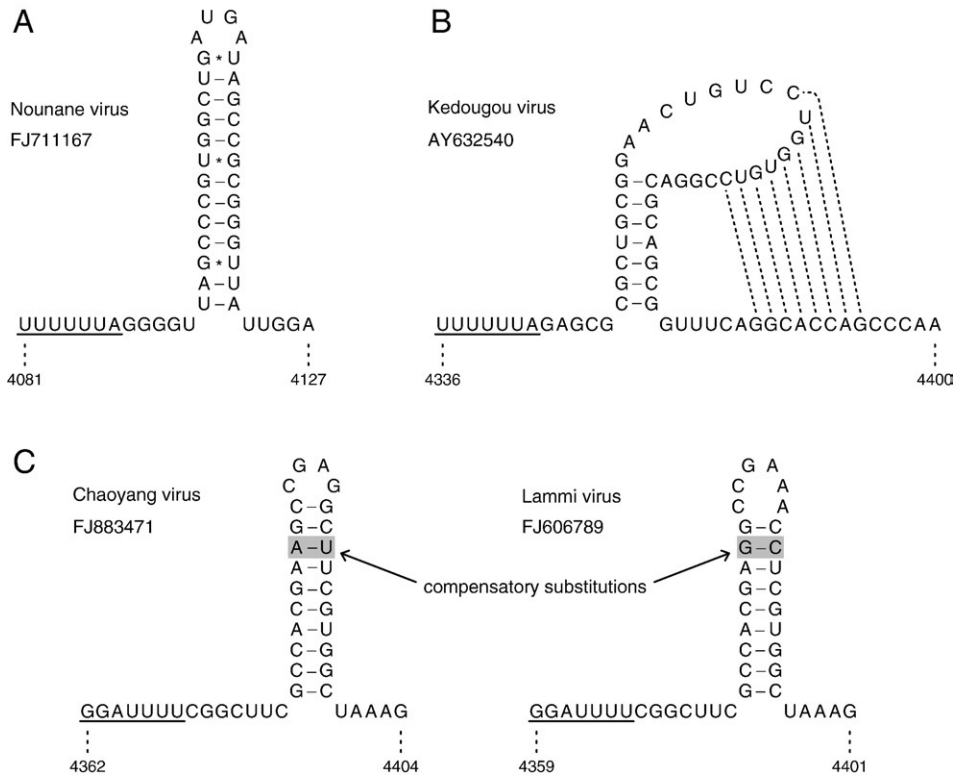 A
Nounane virus
FJ711167
U G
A A
G * U
U – A
C – G
G – C
G – C
U * G
G – C
C – G
C – G
C – G
G * U
A – U
U – A
UUUUUUAGGGGU UUGGA
4081 4127
B
Kedougou virus
AY632540
G A A C U G U C C U G G U G U C
CAGGC
G – C
C – G
G – C
U – A
C – G
G – C
C – G
UUUUUUAGAGCG GUUUCAGGCACCAGCCCAA
4336 4400
C
Chaoyang virus
FJ883471
G A
C G
C – G
G – C
A – U
A – U
G – C
C – G
A – U
C – G
C – G
G – C
GGAUUUUCGGCUUC UAAAG
4362 4404
compensatory substitutions
Lammi virus
FJ606789
G A
C A
C A
G – C
G – C
A – U
G – C
C – G
A – U
C – G
C – G
G – C
GGAUUUUCGGCUUC UAAAG
4359 4401